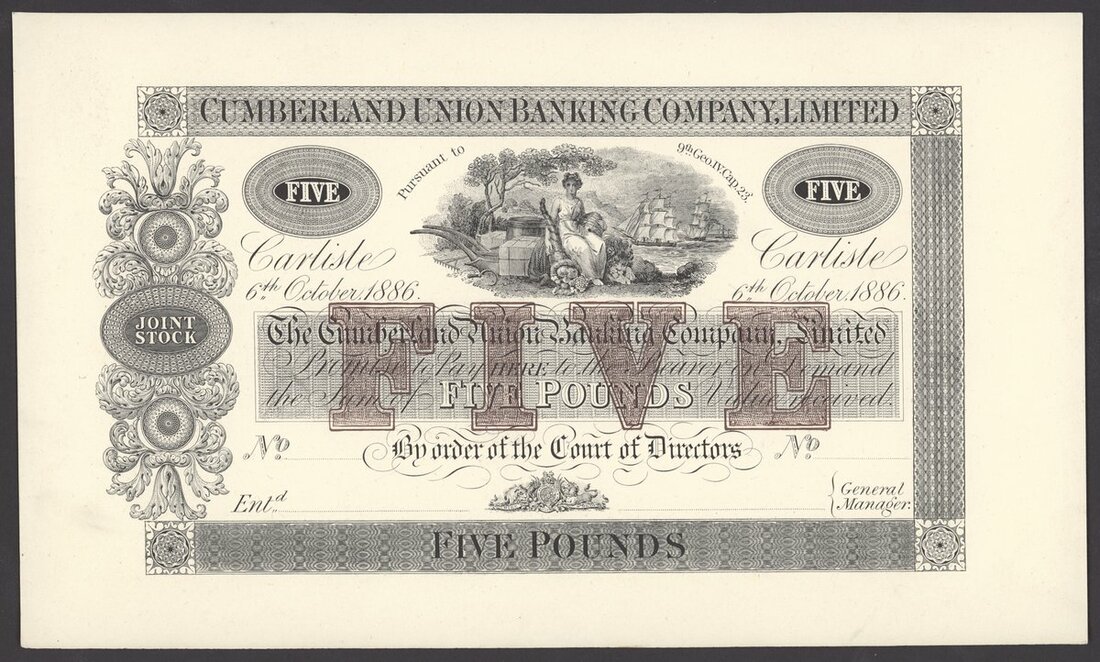 CUMBERLAND UNION BANKING COMPANY, LIMITED
FIVE
Pursuant to
9th Geo. IV. Cap. 23.
FIVE
Carlisle
Carlisle
6th October, 1886.
6th October, 1886.
JOINT
STOCK
FIVE
The Cumberland Union Banking Company, Limited
Promise to Pay HERE to the Bearer on Demand
the Sum of FIVE POUNDS Value received.
No
By order of the Court of Directors
No
Entd
General
Manager.
FIVE POUNDS